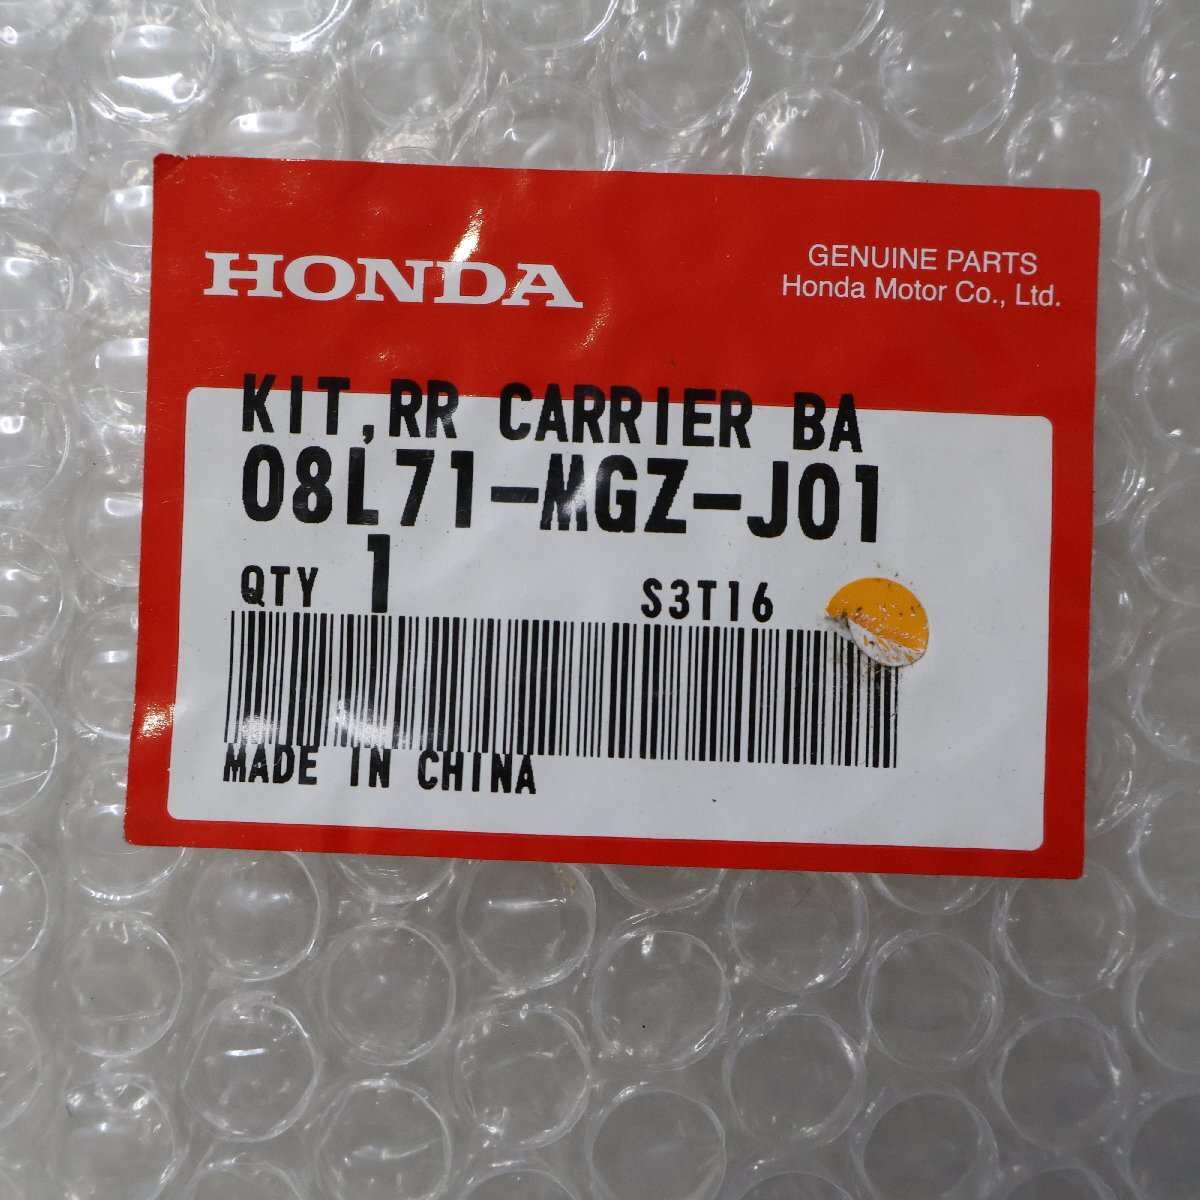 HONDA
GENUINE PARTS
Honda Motor Co., Ltd.
KIT,RR CARRIER BA
08L71-MGZ-J01
QTY 1 S3T16
MADE IN CHINA